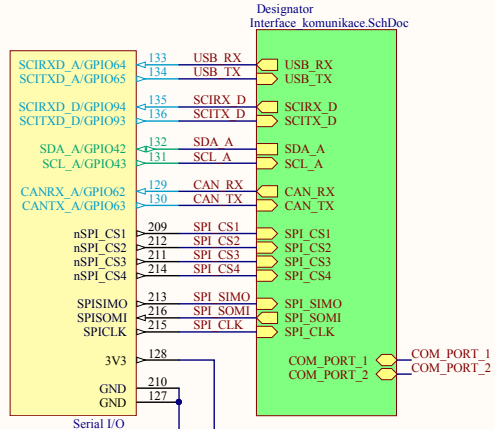 Designator
Interface_komunikace.SchDoc
SCIRXD_A/GPIO64 133 USB_RX USB_RX
SCITXD_A/GPIO65 134 USB_TX USB_TX
SCIRXD_D/GPIO94 135 SCIRX_D SCIRX_D
SCITXD_D/GPIO93 136 SCITX_D SCITX_D
SDA_A/GPIO42 132 SDA_A SDA_A
SCL_A/GPIO43 131 SCL_A SCL_A
CANRX_A/GPIO62 129 CAN_RX CAN_RX
CANTX_A/GPIO63 130 CAN_TX CAN_TX
nSPI_CS1 209 SPI_CS1 SPI_CS1
nSPI_CS2 212 SPI_CS2 SPI_CS2
nSPI_CS3 211 SPI_CS3 SPI_CS3
nSPI_CS4 214 SPI_CS4 SPI_CS4
SPISIMO 213 SPI_SIMO SPI_SIMO
SPISOMI 216 SPI_SOMI SPI_SOMI
SPICLK 215 SPI_CLK SPI_CLK
3V3 128 COM_PORT_1 COM_PORT_1
COM_PORT_2 COM_PORT_2
GND 210
GND 127
Serial I/O